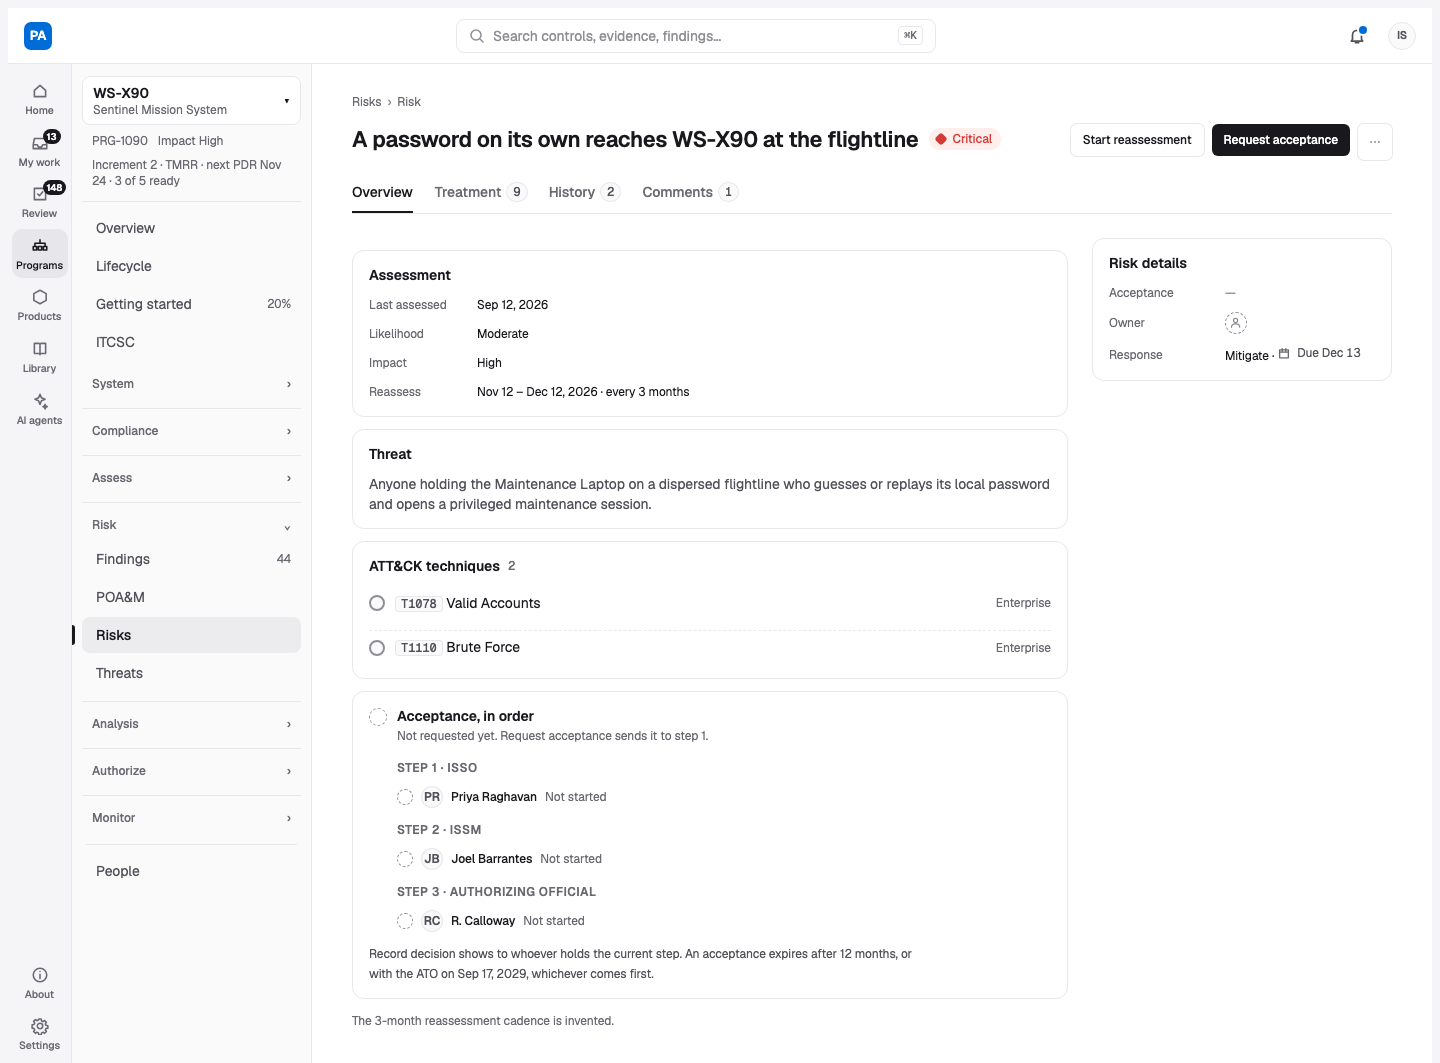 PA
Search controls, evidence, findings...
⌘K
IS
Home
13
My work
148
Review
Programs
Products
Library
AI agents
About
Settings
WS-X90
Sentinel Mission System
PRG-1090 Impact High
Increment 2 · TMRR · next PDR Nov
24 · 3 of 5 ready
Overview
Lifecycle
Getting started 20%
ITCSC
System
Compliance
Assess
Risk
Findings 44
POA&M
Risks
Threats
Analysis
Authorize
Monitor
People
Risks › Risk
A password on its own reaches WS-X90 at the flightline Critical
Start reassessment
Request acceptance
...
Overview Treatment 9 History 2 Comments 1
Assessment
Last assessed Sep 12, 2026
Likelihood Moderate
Impact High
Reassess Nov 12 – Dec 12, 2026 · every 3 months
Threat
Anyone holding the Maintenance Laptop on a dispersed flightline who guesses or replays its local password
and opens a privileged maintenance session.
ATT&CK techniques 2
T1078 Valid Accounts Enterprise
T1110 Brute Force Enterprise
Acceptance, in order
Not requested yet. Request acceptance sends it to step 1.
STEP 1 · ISSO
PR Priya Raghavan Not started
STEP 2 · ISSM
JB Joel Barrantes Not started
STEP 3 · AUTHORIZING OFFICIAL
RC R. Calloway Not started
Record decision shows to whoever holds the current step. An acceptance expires after 12 months, or
with the ATO on Sep 17, 2029, whichever comes first.
The 3-month reassessment cadence is invented.
Risk details
Acceptance —
Owner
Response Mitigate · Due Dec 13